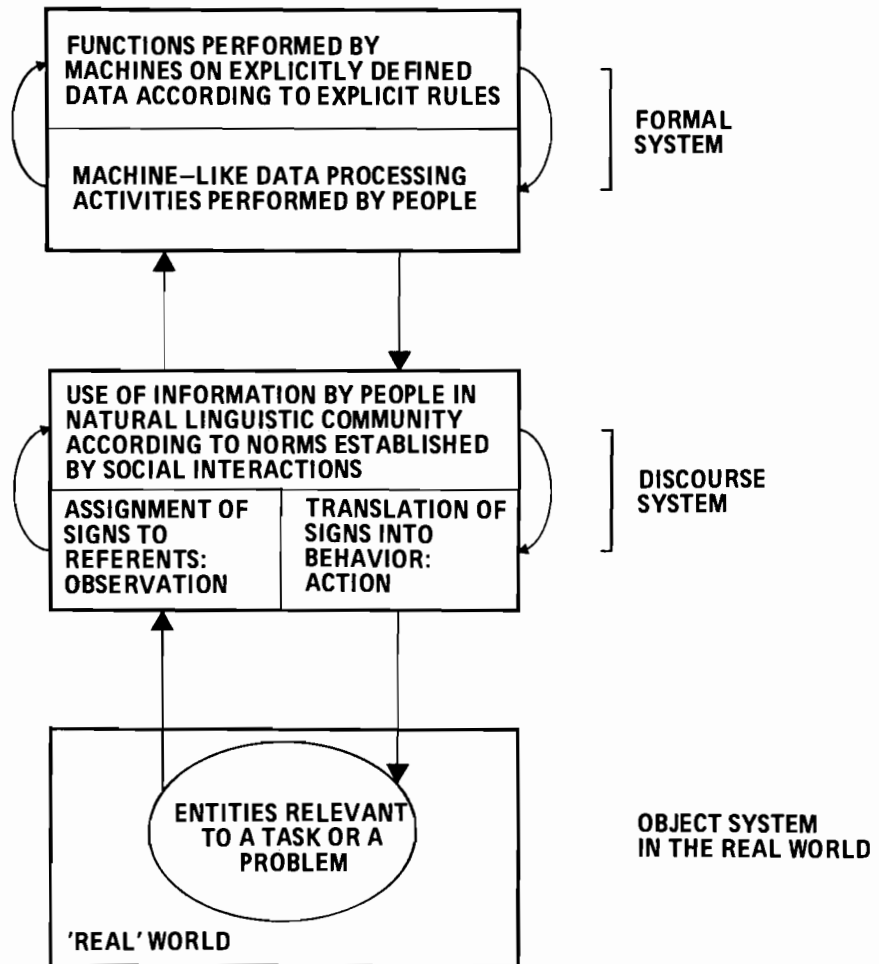 FUNCTIONS PERFORMED BY
MACHINES ON EXPLICITLY DEFINED
DATA ACCORDING TO EXPLICIT RULES
MACHINE–LIKE DATA PROCESSING
ACTIVITIES PERFORMED BY PEOPLE
FORMAL
SYSTEM
USE OF INFORMATION BY PEOPLE IN
NATURAL LINGUISTIC COMMUNITY
ACCORDING TO NORMS ESTABLISHED
BY SOCIAL INTERACTIONS
ASSIGNMENT OF
SIGNS TO
REFERENTS:
OBSERVATION
TRANSLATION OF
SIGNS INTO
BEHAVIOR:
ACTION
DISCOURSE
SYSTEM
ENTITIES RELEVANT
TO A TASK OR A
PROBLEM
'REAL' WORLD
OBJECT SYSTEM
IN THE REAL WORLD